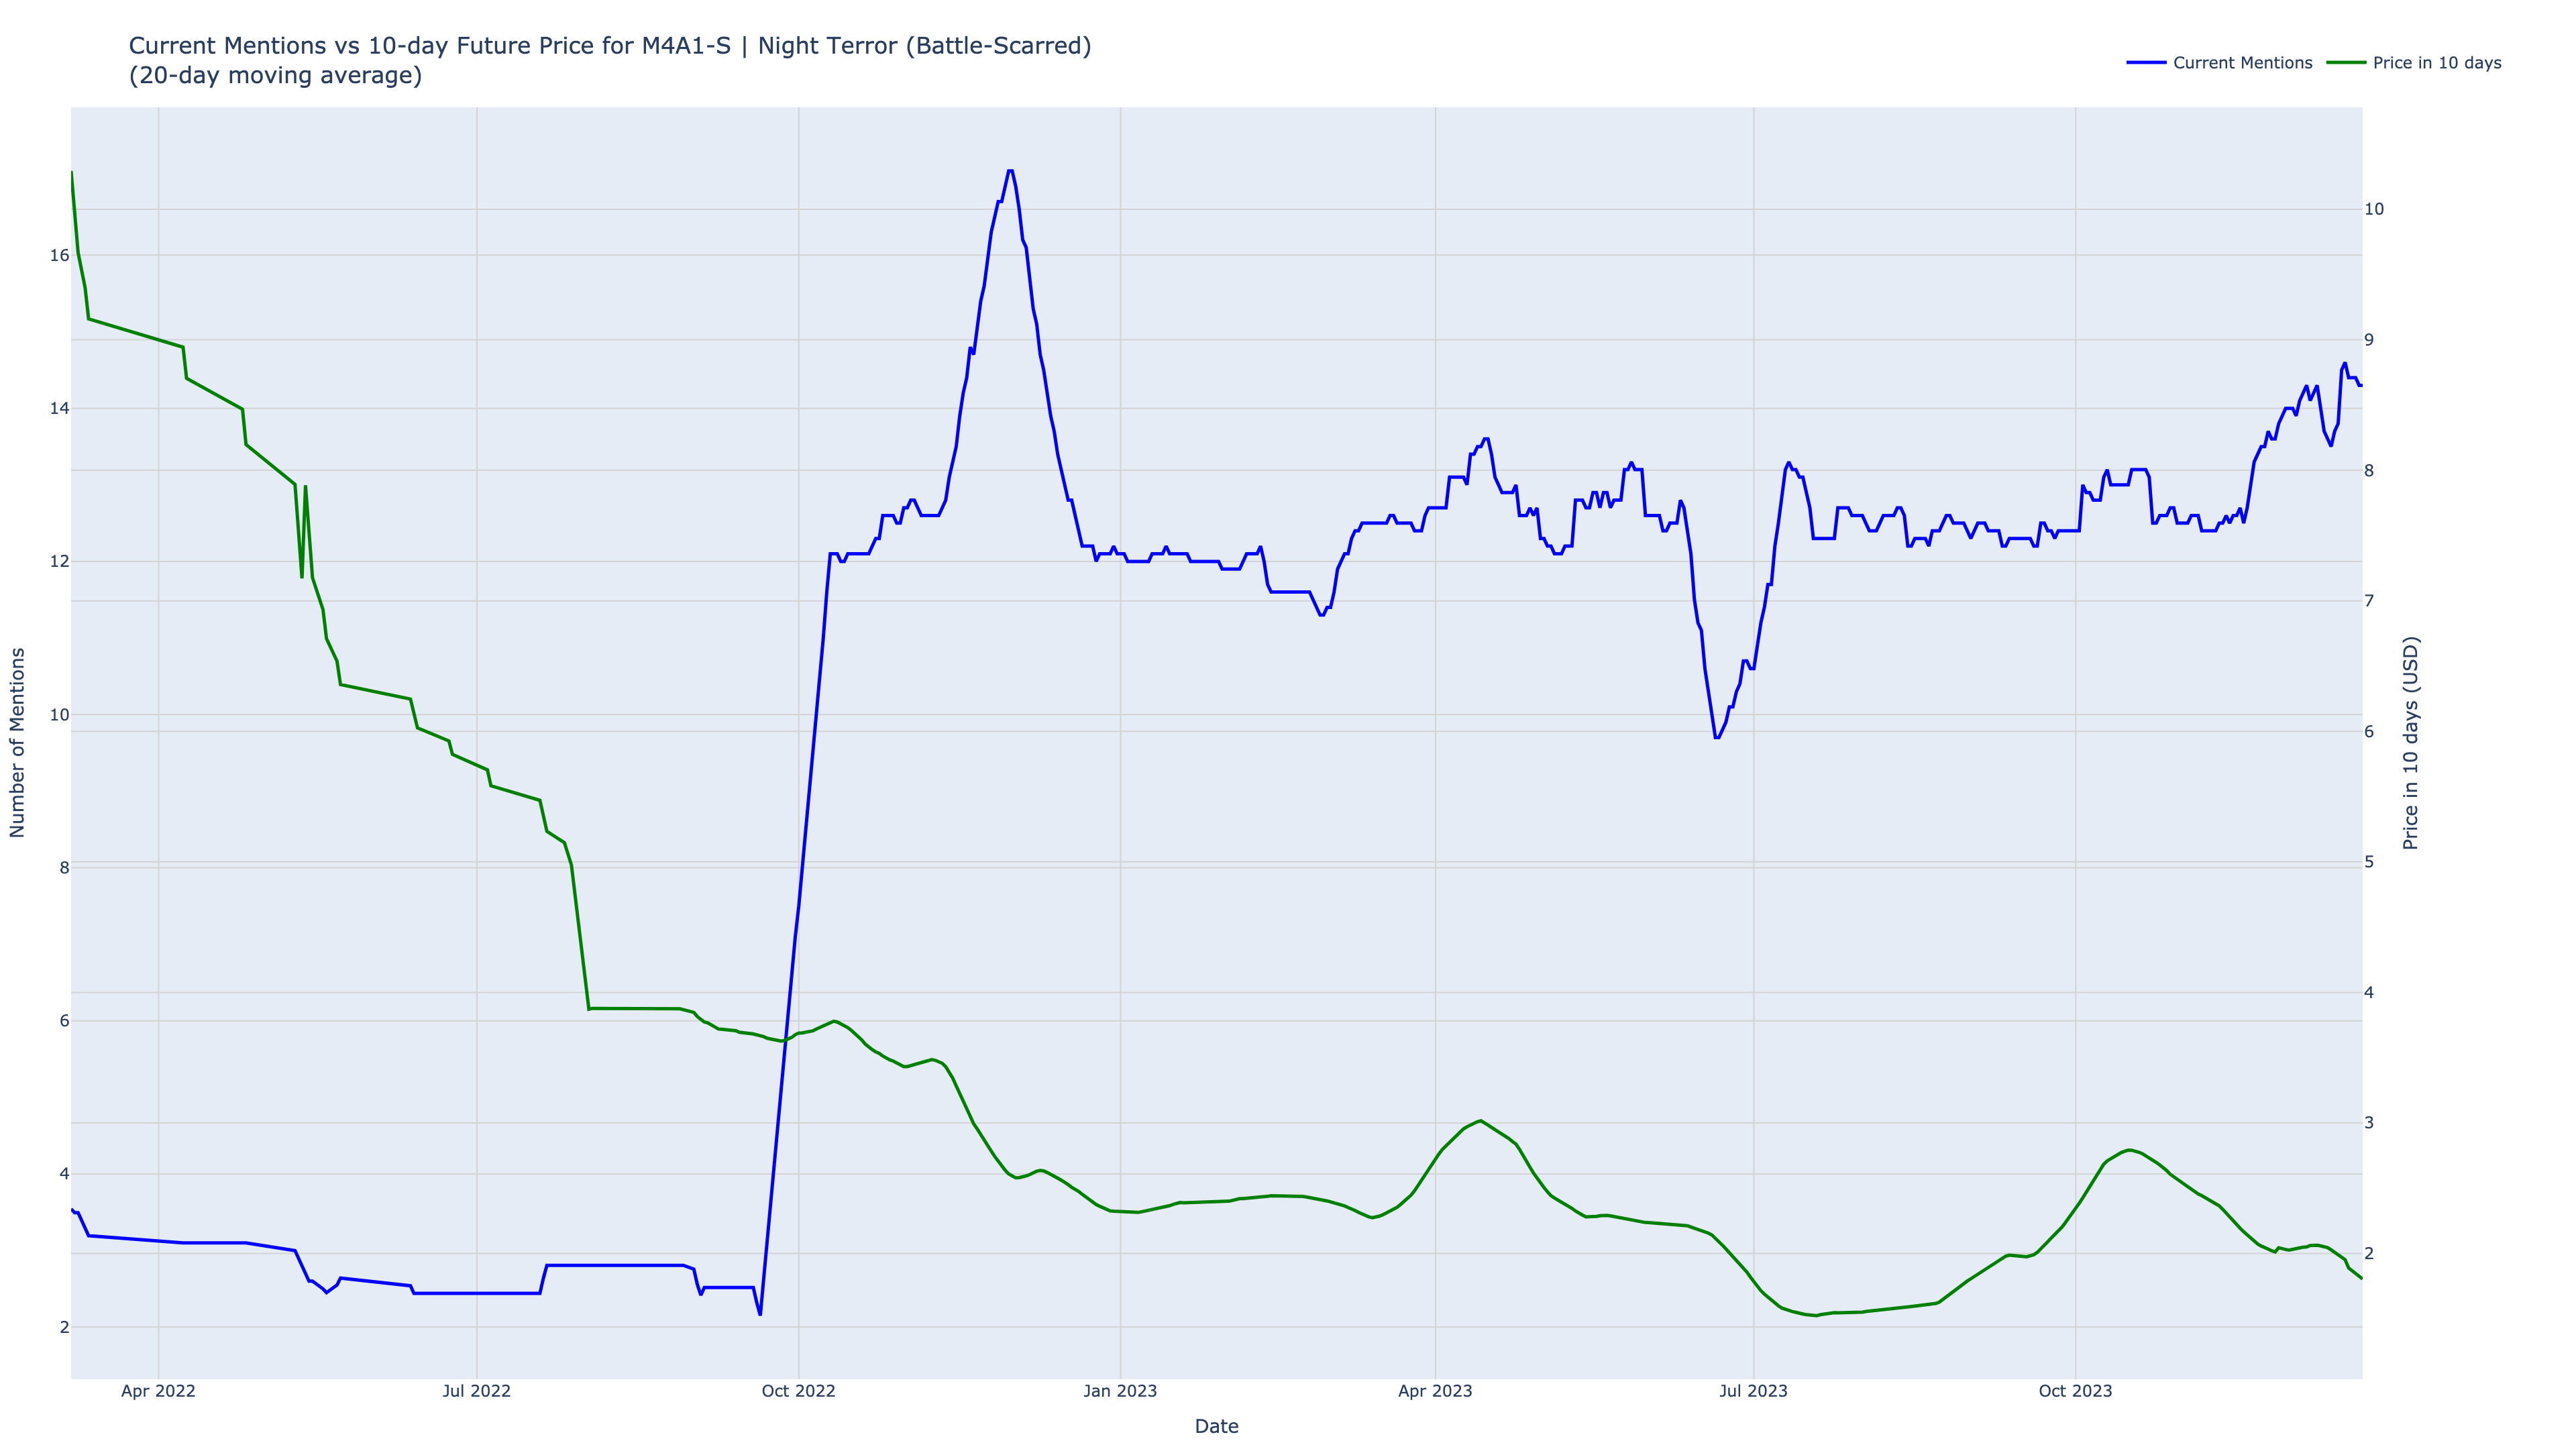 Current Mentions vs 10-day Future Price for M4A1-S | Night Terror (Battle-Scarred)
(20-day moving average)
Current Mentions
Price in 10 days
16
14
12
10
8
6
4
2
Number of Mentions
10
9
8
7
6
5
4
3
2
Price in 10 days (USD)
Apr 2022
Jul 2022
Oct 2022
Jan 2023
Apr 2023
Jul 2023
Oct 2023
Date